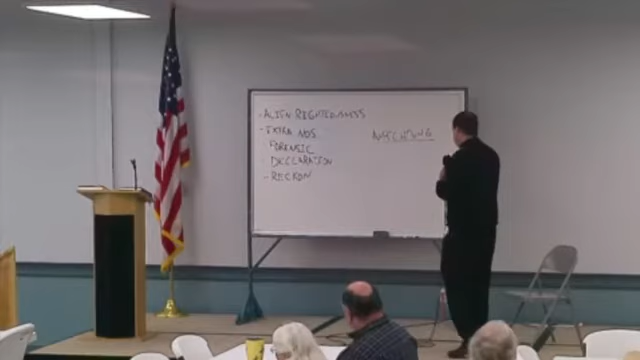 - ALIEN RIGHTEOUSNESS
- EXTRA NOS
FORENSIC
DECLARATION
- RECKON